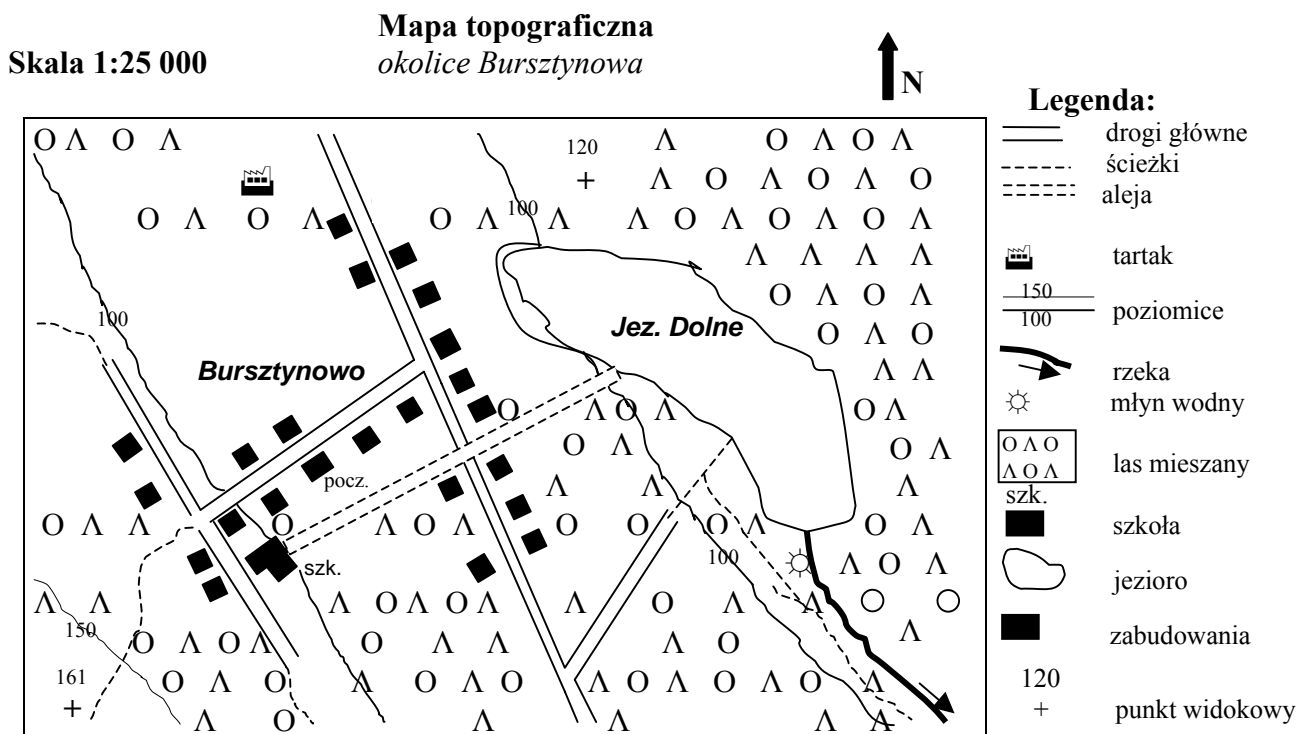 Mapa topograficzna
Skala 1:25 000
okolice Bursztynowa
N
Legenda:
drogi główne
ścieżki
aleja
tartak
150
100
poziomice
rzeka
młyn wodny
las mieszany
szk.
szkoła
jezioro
zabudowania
120
punkt widokowy
120
100
Jez. Dolne
100
Bursztynowo
pocz.
szk.
100
150
161